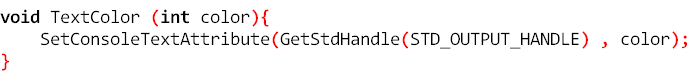 void TextColor (int color){
    SetConsoleTextAttribute(GetStdHandle(STD_OUTPUT_HANDLE) , color);
}